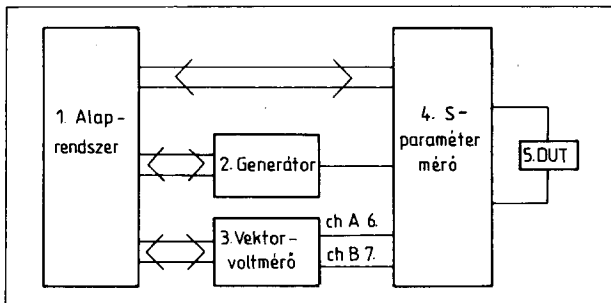 1. Alap-
rendszer
2. Generátor
3. Vektor-
voltmérő
ch A 6.
ch B 7.
4. S-
paraméter
mérő
5. DUT